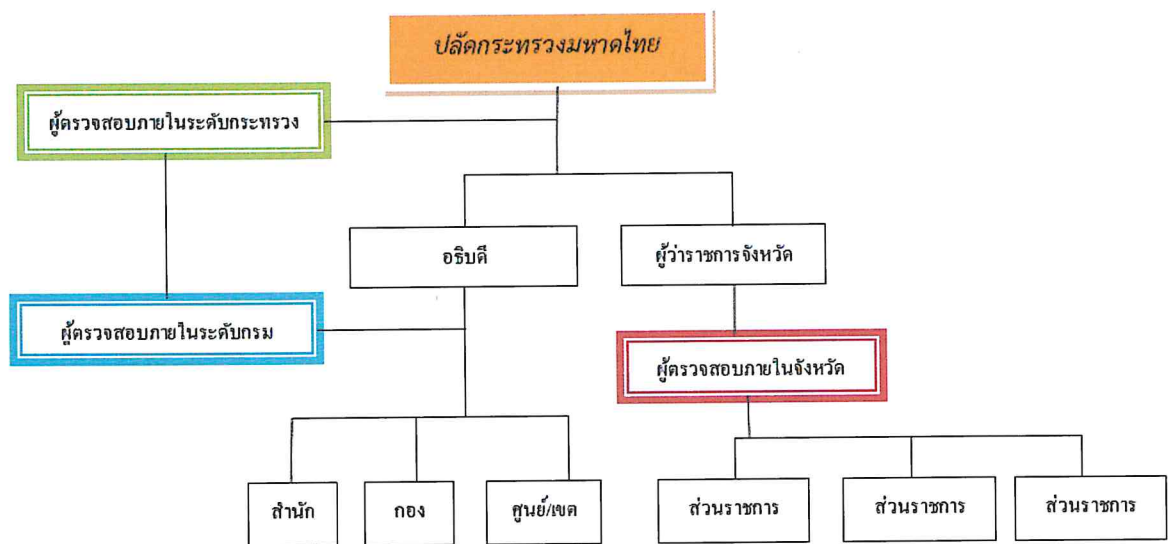 ปลัดกระทรวงมหาดไทย
ผู้ตรวจสอบภายในระดับกระทรวง
อธิบดี
ผู้ว่าราชการจังหวัด
ผู้ตรวจสอบภายในระดับกรม
ผู้ตรวจสอบภายในจังหวัด
สำนัก
กอง
ศูนย์/เขต
ส่วนราชการ
ส่วนราชการ
ส่วนราชการ